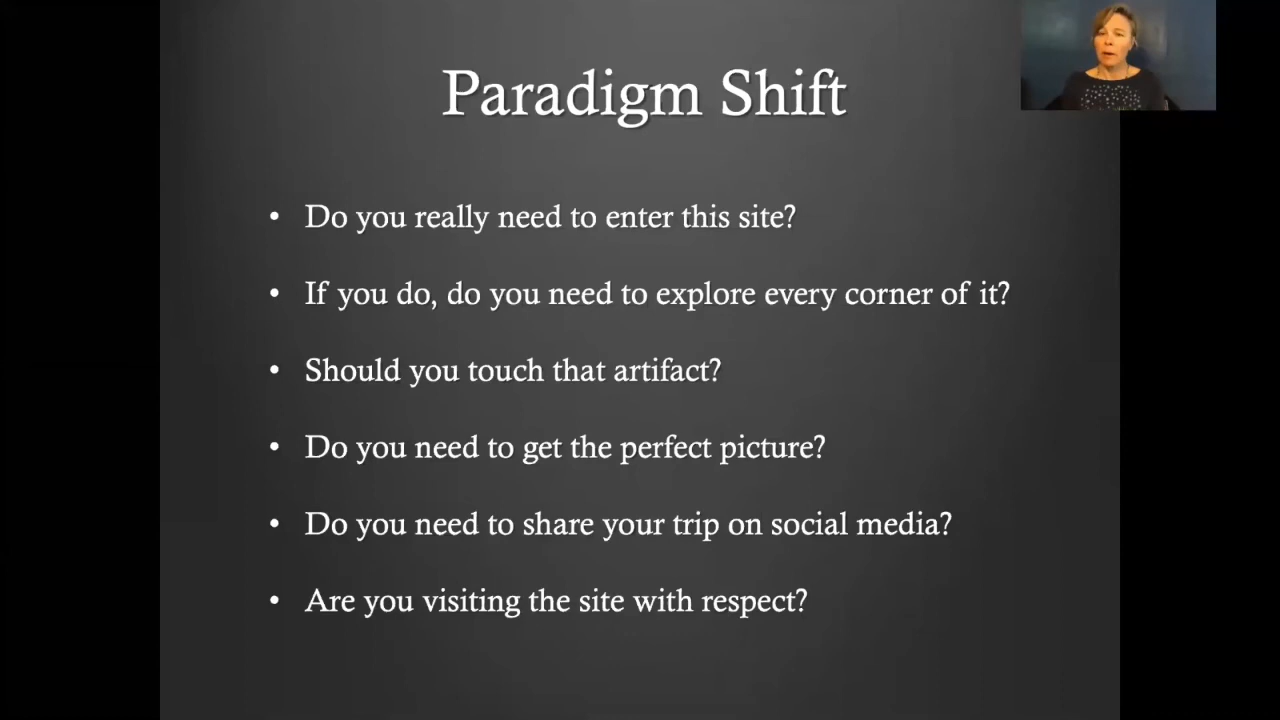 Paradigm Shift
• Do you really need to enter this site?
• If you do, do you need to explore every corner of it?
• Should you touch that artifact?
• Do you need to get the perfect picture?
• Do you need to share your trip on social media?
• Are you visiting the site with respect?